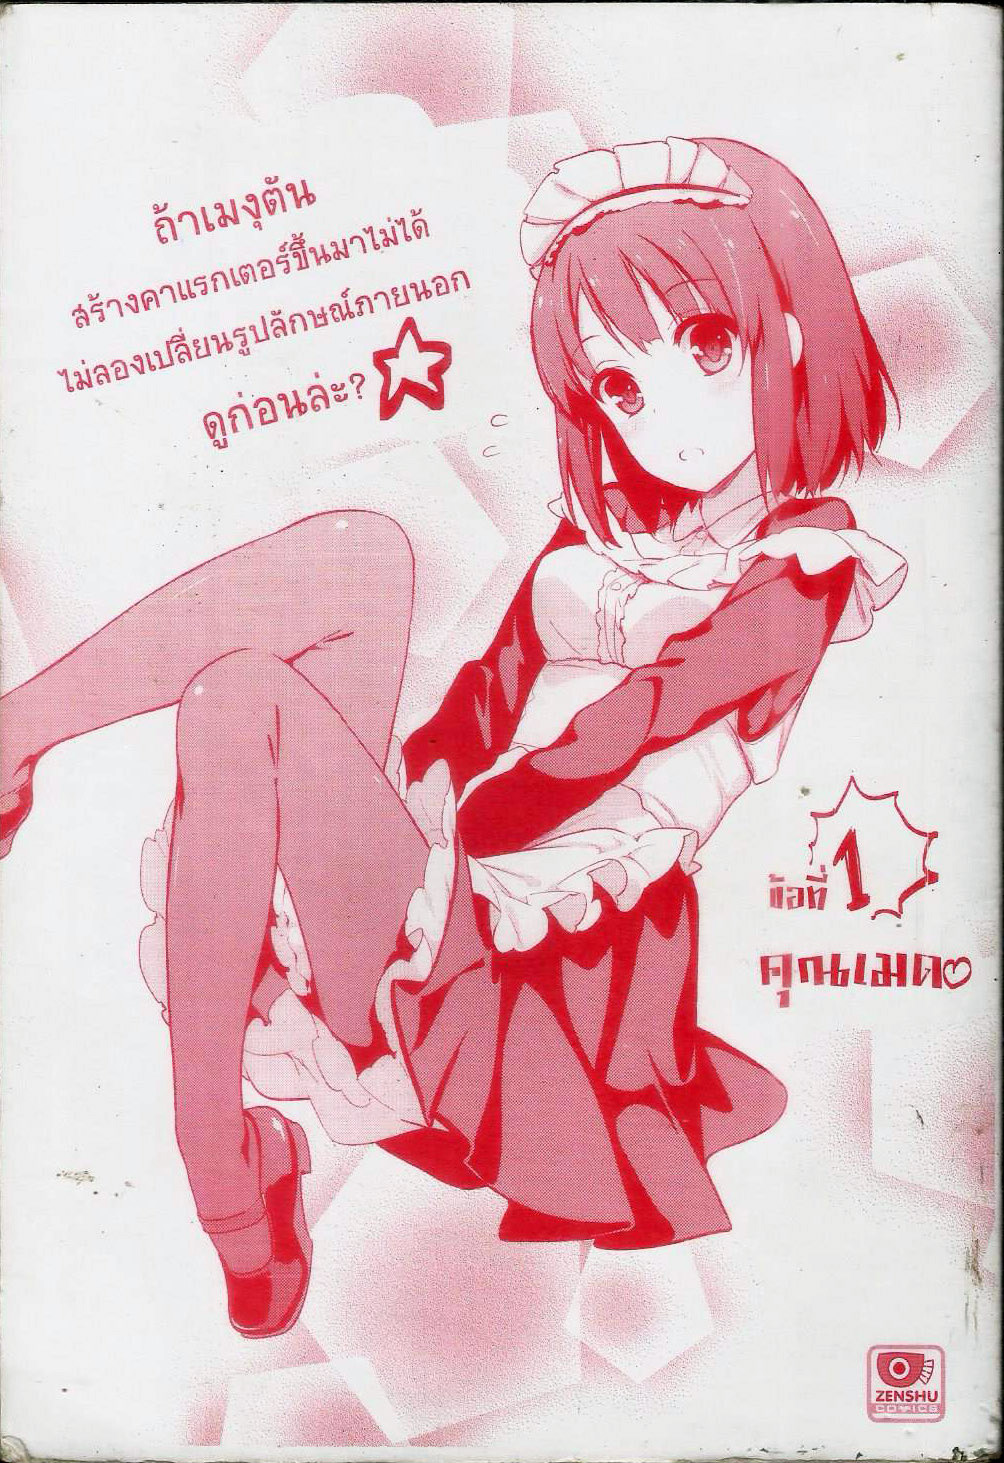 ถ้าเมงุตัน
สร้างคาแรกเตอร์ขึ้นมาไม่ได้
ไม่ลองเปลี่ยนรูปลักษณ์ภายนอก
ดูก่อนล่ะ?
ข้อที่ 1
คุณเมด♡
ZENSHU
COMICS